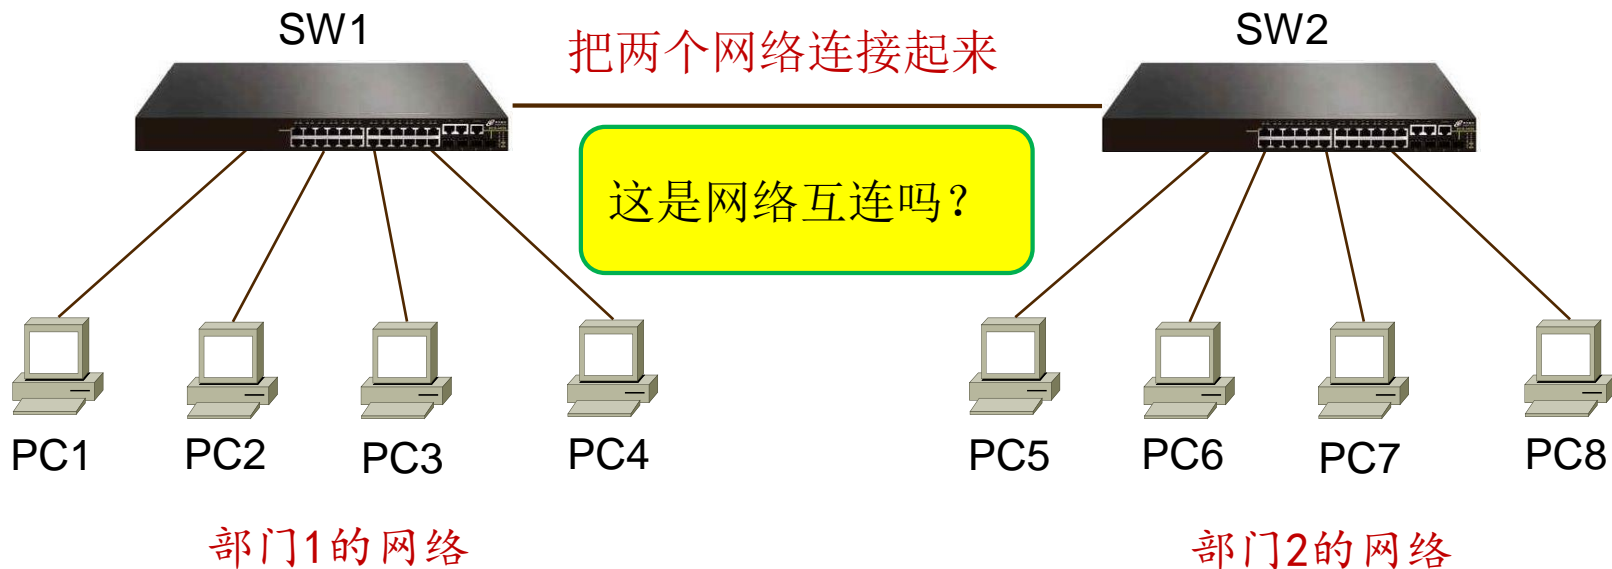 SW1
把两个网络连接起来
SW2
这是网络互连吗？
PC1
PC2
PC3
PC4
PC5
PC6
PC7
PC8
部门1的网络
部门2的网络